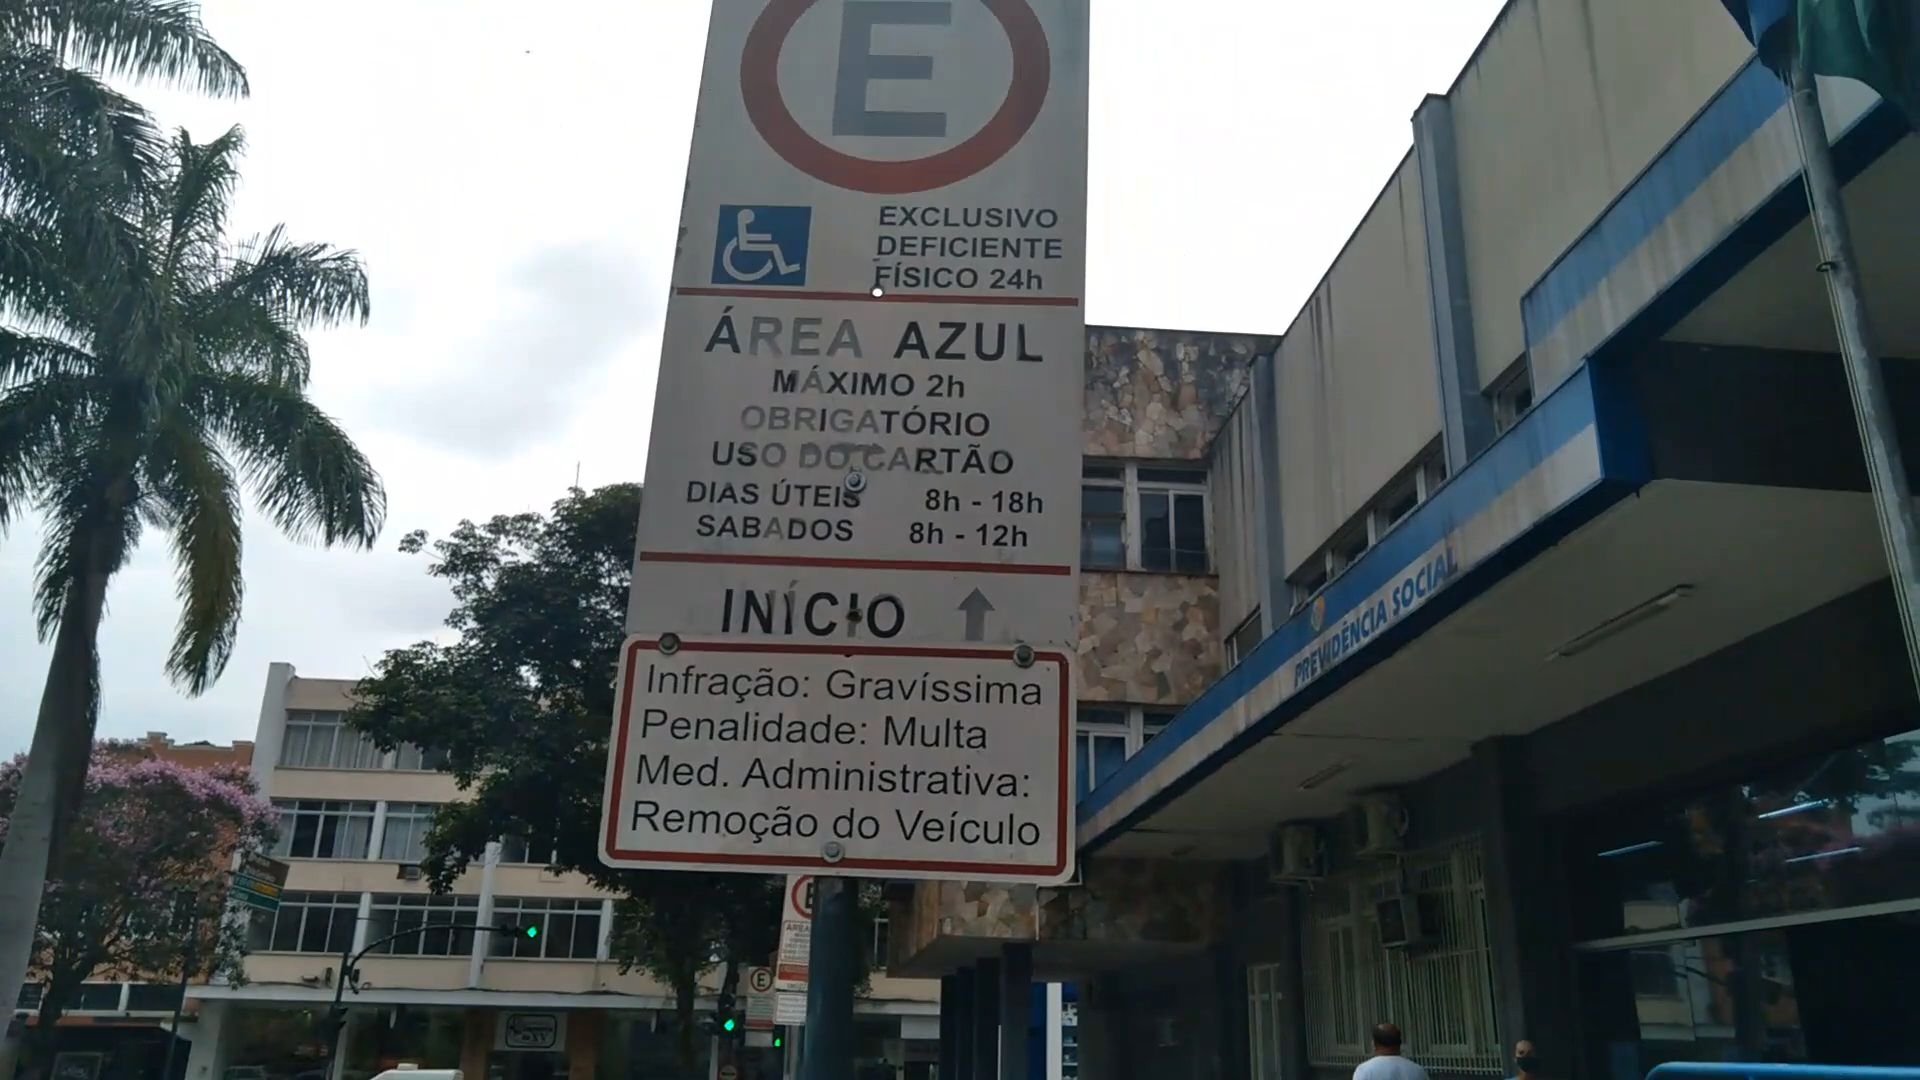 E
EXCLUSIVO
DEFICIENTE
FÍSICO 24h
ÁREA AZUL
MÁXIMO 2h
OBRIGATÓRIO
USO DO CARTÃO
DIAS ÚTEIS 8h - 18h
SABADOS 8h - 12h
INÍCIO
Infração: Gravíssima
Penalidade: Multa
Med. Administrativa:
Remoção do Veículo
PREVIDÊNCIA SOCIAL
E
E